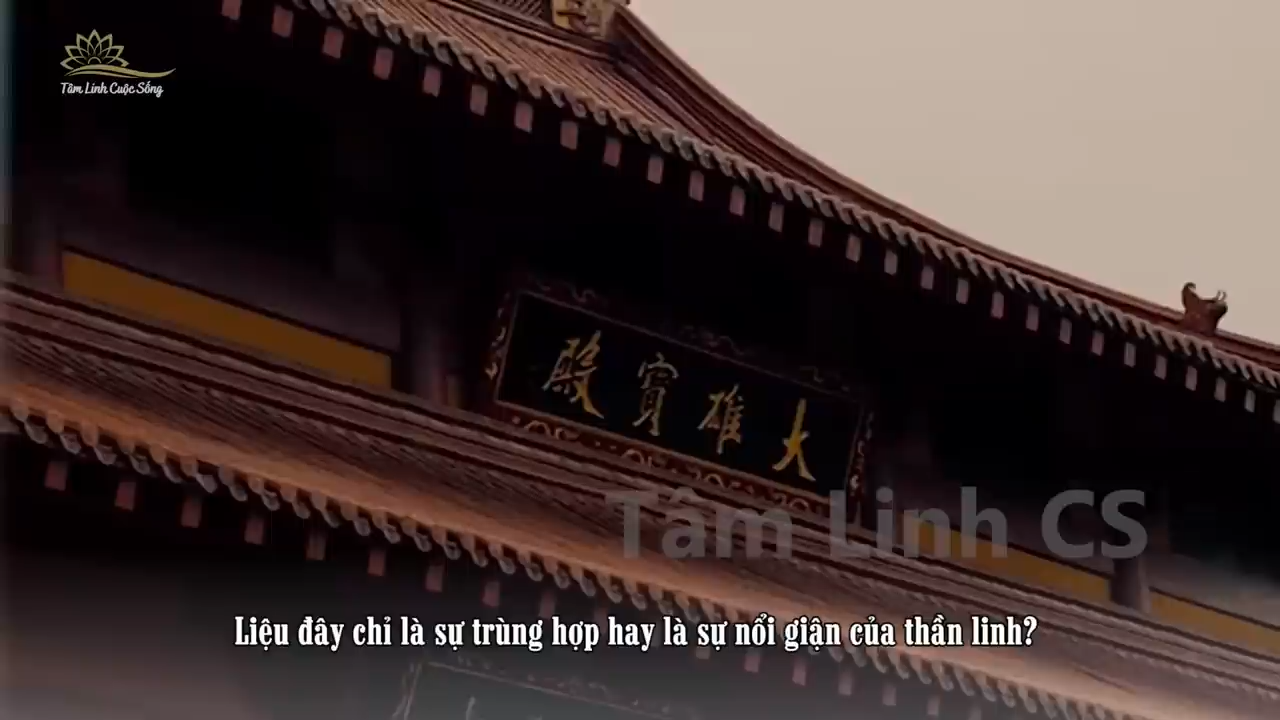 Tâm Linh Cuộc Sống
大雄寶殿
Tâm Linh CS
Liệu đây chỉ là sự trùng hợp hay là sự nổi giận của thần linh?